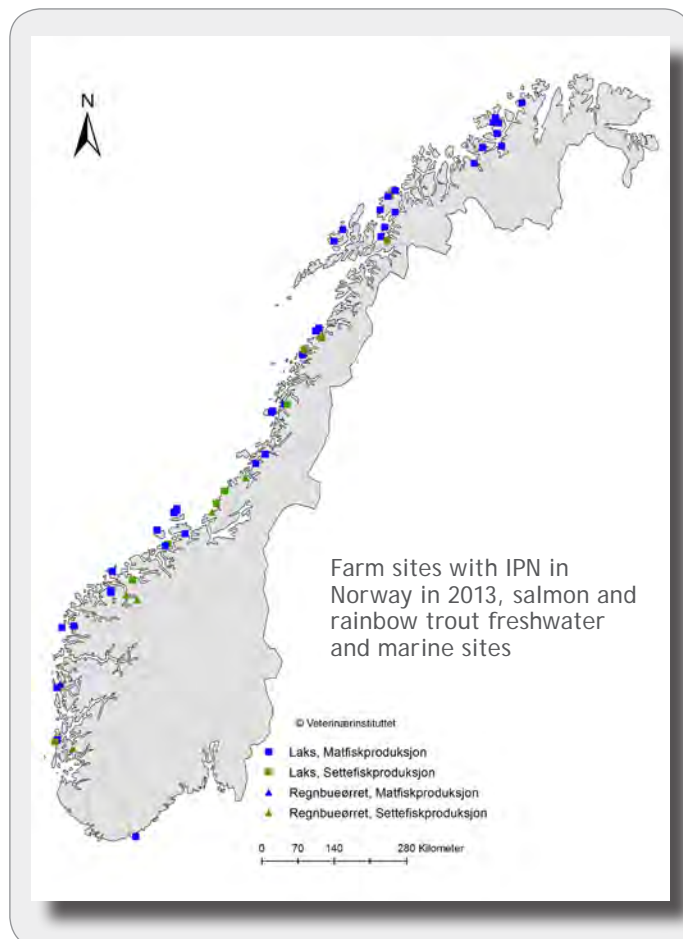 N
Farm sites with IPN in
Norway in 2013, salmon and
rainbow trout freshwater
and marine sites
© Veterinærinstituttet
Laks, Matfiskproduksjon
Laks, Settefiskproduksjon
Regnbueørret, Matfiskproduksjon
Regnbueørret, Settefiskproduksjon
0 70 140 280 Kilometer